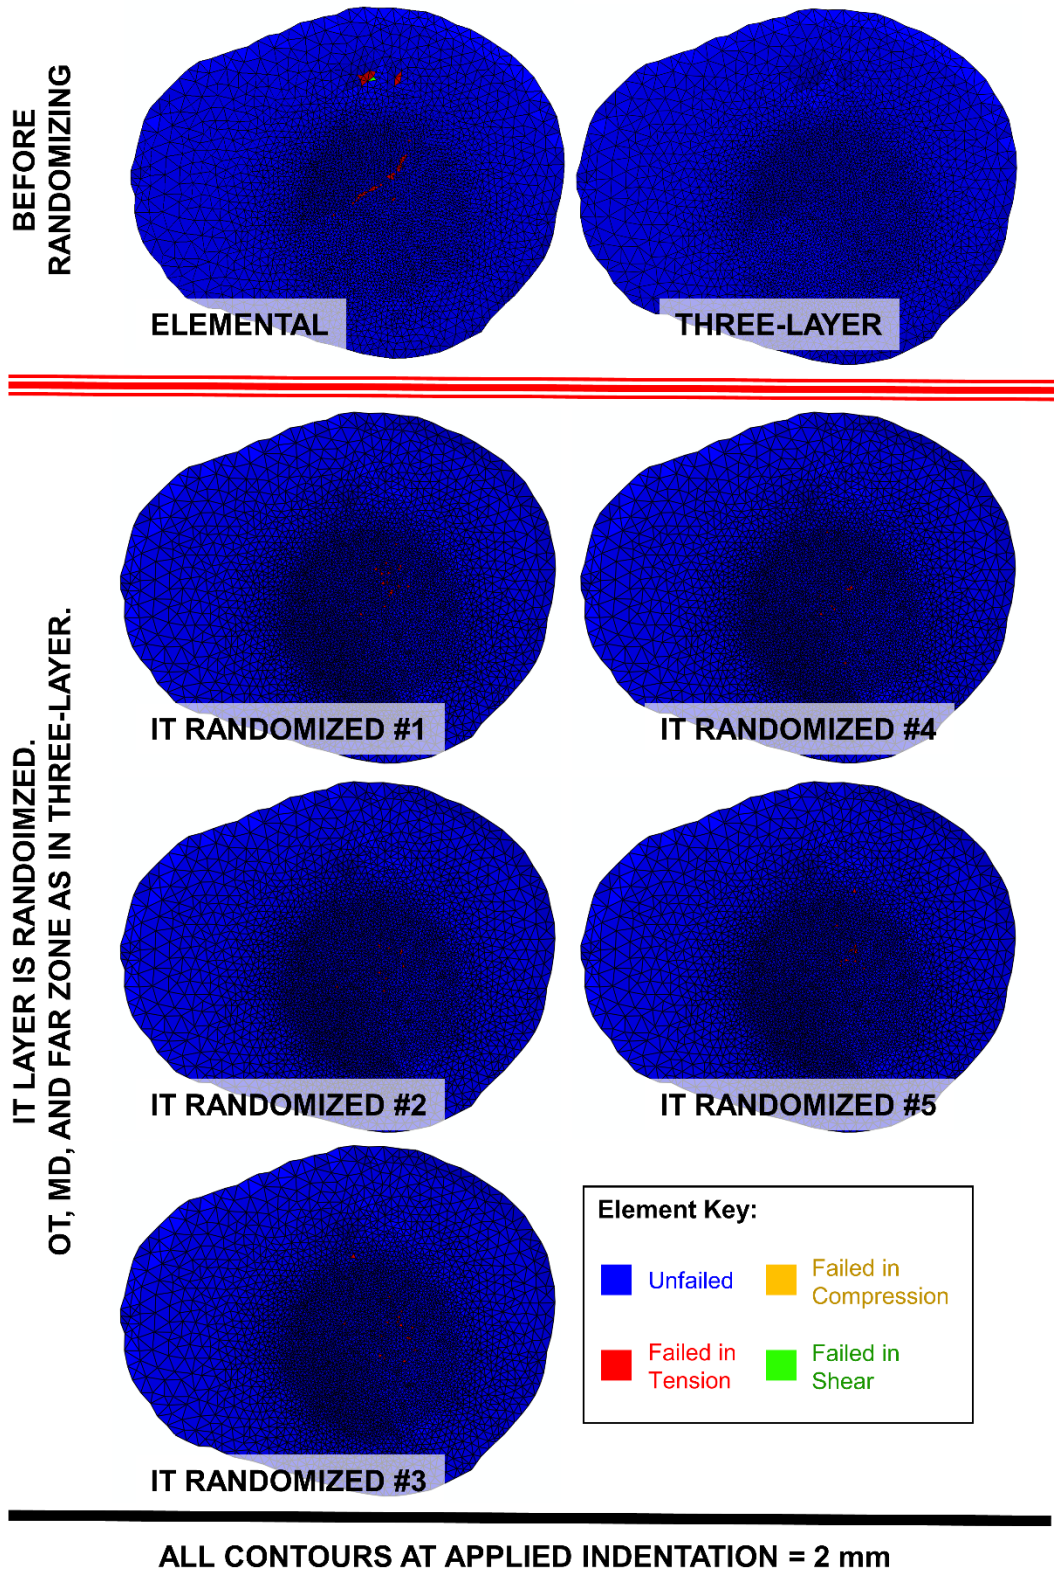 BEFORE
RANDOMIZING
ELEMENTAL
THREE-LAYER
IT LAYER IS RANDOIMZED.
OT, MD, AND FAR ZONE AS IN THREE-LAYER.
IT RANDOMIZED #1
IT RANDOMIZED #4
IT RANDOMIZED #2
IT RANDOMIZED #5
IT RANDOMIZED #3
Element Key:
Unfailed
Failed in
Compression
Failed in
Tension
Failed in
Shear
ALL CONTOURS AT APPLIED INDENTATION = 2 mm